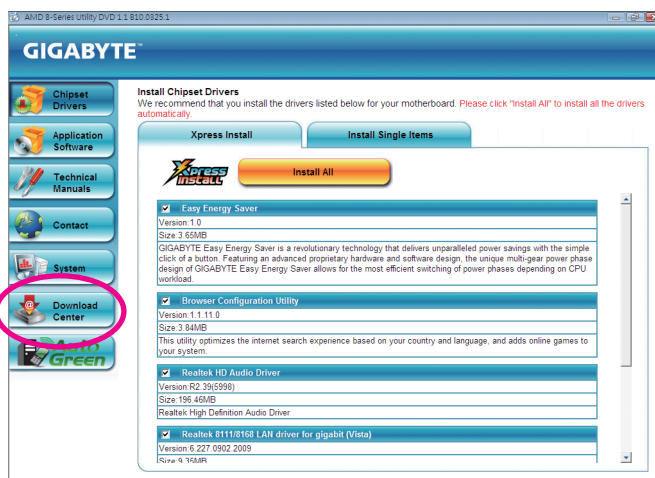 AMD 8-Series Utility DVD 1.1 B10.0325.1
GIGABYTE™
Chipset
Drivers
Application
Software
Technical
Manuals
Contact
System
Download
Center
Auto
Green
Install Chipset Drivers
We recommend that you install the drivers listed below for your motherboard. Please click "Install All" to install all the drivers
automatically.
Xpress Install
Install Single Items
Xpress
Install
Install All
Easy Energy Saver
Version:1.0
Size:3.65MB
GIGABYTE Easy Energy Saver is a revolutionary technology that delivers unparalleled power savings with the simple
click of a button. Featuring an advanced proprietary hardware and software design, the unique multi-gear power phase
design of GIGABYTE Easy Energy Saver allows for the most efficient switching of power phases depending on CPU
workload.
Browser Configuration Utility
Version:1.1.11.0
Size:3.84MB
This utility optimizes the internet search experience based on your country and language, and adds online games to
your system.
Realtek HD Audio Driver
Version:R2.39(5998)
Size:196.46MB
Realtek High Definition Audio Driver
Realtek 8111/8168 LAN driver for gigabit (Vista)
Version:6.227.0902.2009
Size:9.35MB